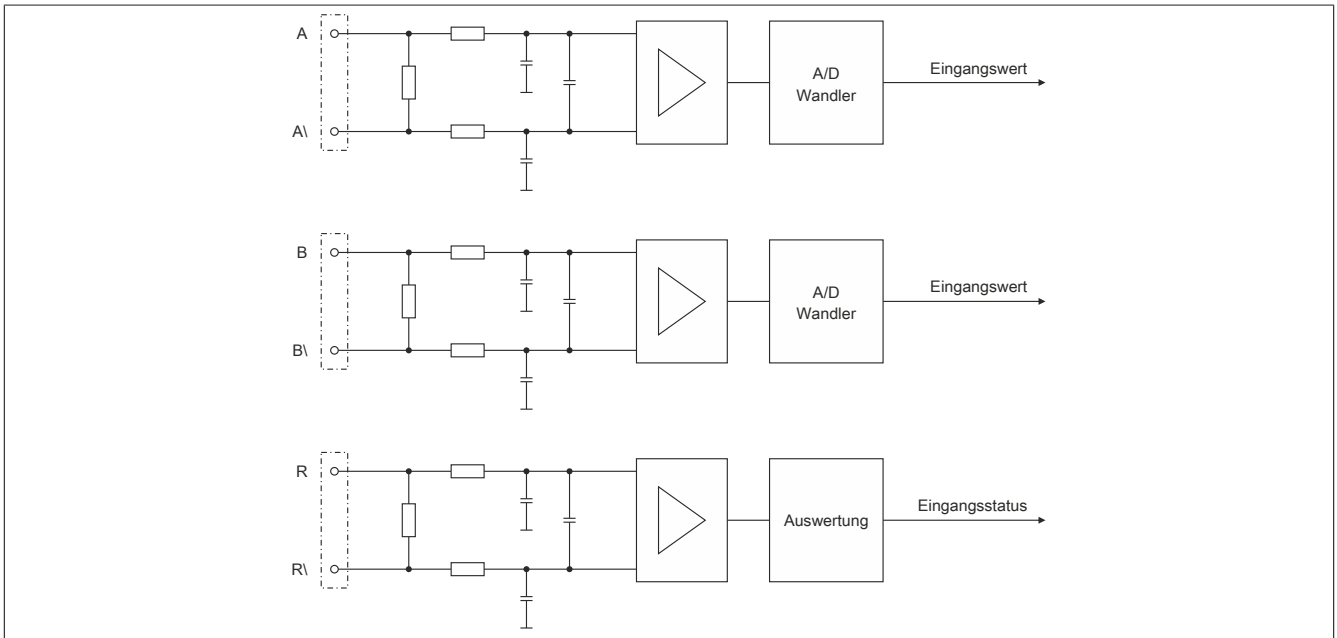 A
A\
A/D
Wandler
Eingangswert
B
B\
A/D
Wandler
Eingangswert
R
R\
Auswertung
Eingangsstatus